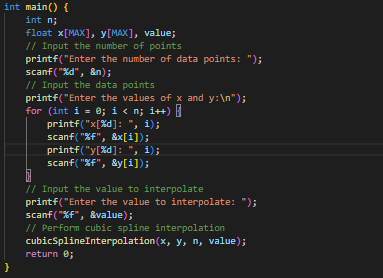 int main() {
    int n;
    float x[MAX], y[MAX], value;
    // Input the number of points
    printf("Enter the number of data points: ");
    scanf("%d", &n);
    // Input the data points
    printf("Enter the values of x and y:\n");
    for (int i = 0; i < n; i++) {
        printf("x[%d]: ", i);
        scanf("%f", &x[i]);
        printf("y[%d]: ", i);
        scanf("%f", &y[i]);
    }
    // Input the value to interpolate
    printf("Enter the value to interpolate: ");
    scanf("%f", &value);
    // Perform cubic spline interpolation
    cubicSplineInterpolation(x, y, n, value);
    return 0;
}